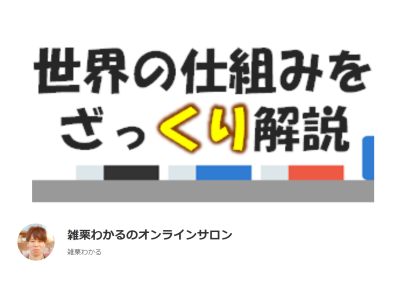 世界の仕組みを
ざっくり解説
雑栗わかるのオンラインサロン
雑栗わかる